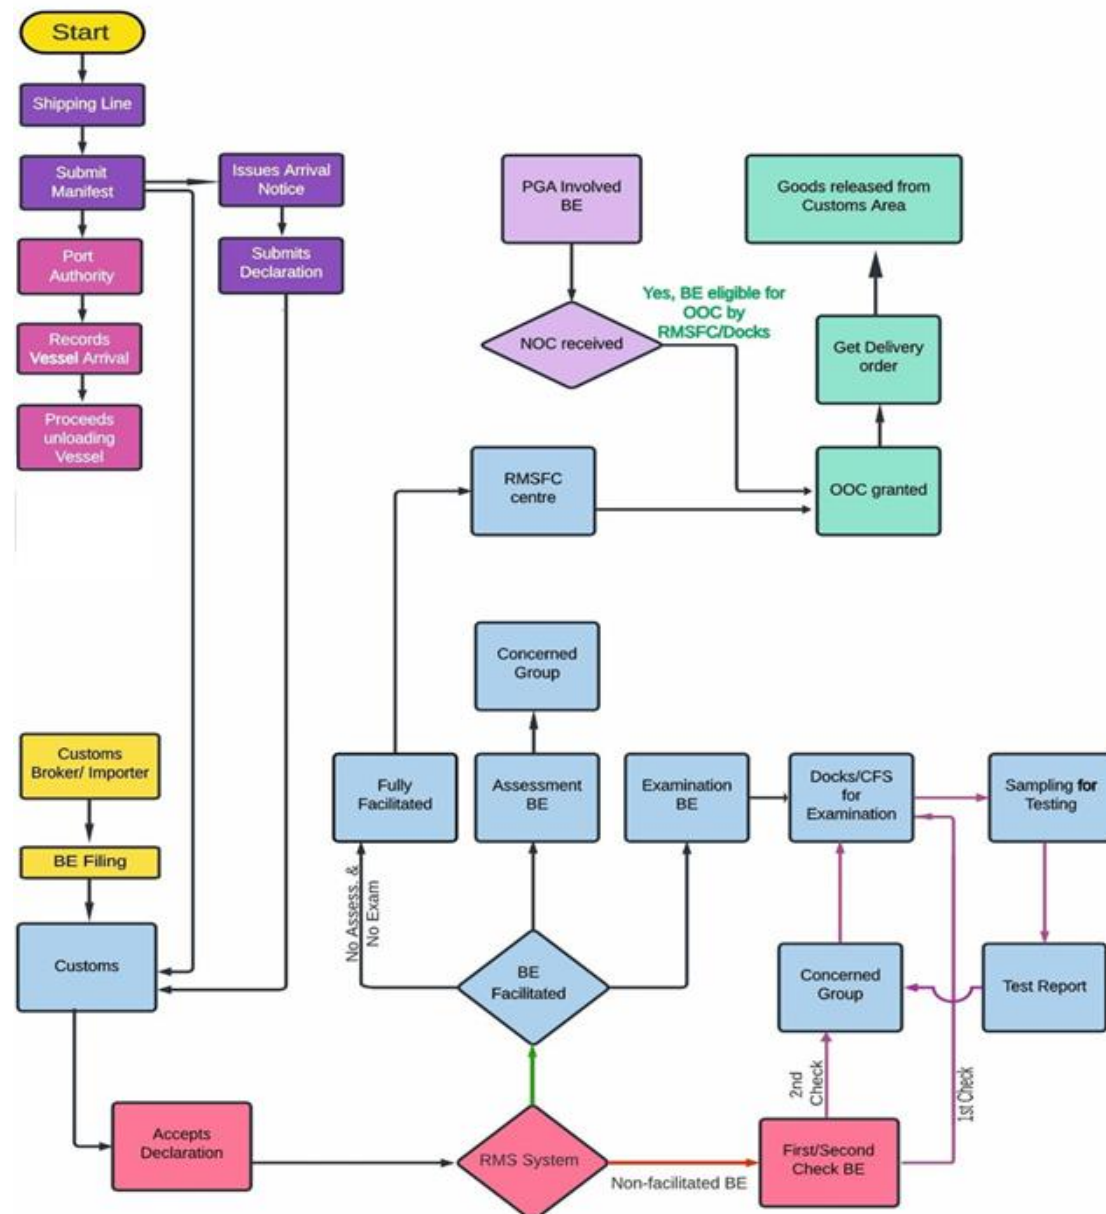 Start
Shipping Line
Submit
Manifest
Issues Arrival
Notice
Port
Authority
Submits
Declaration
Records
Vessel Arrival
Proceeds
unloading
Vessel
PGA Involved
BE
Goods released from
Customs Area
Yes, BE eligible for
OOC by
RMSFC/Docks
NOC received
Get Delivery
order
RMSFC
centre
OOC granted
Concerned
Group
Customs
Broker/ Importer
BE Filing
Customs
Fully
Facilitated
Assessment
BE
Examination
BE
Docks/CFS
for
Examination
Sampling for
Testing
No Assess. &
No Exam
BE
Facilitated
Concerned
Group
Test Report
2nd
Check
1st Check
Accepts
Declaration
RMS System
Non-facilitated BE
First/Second
Check BE